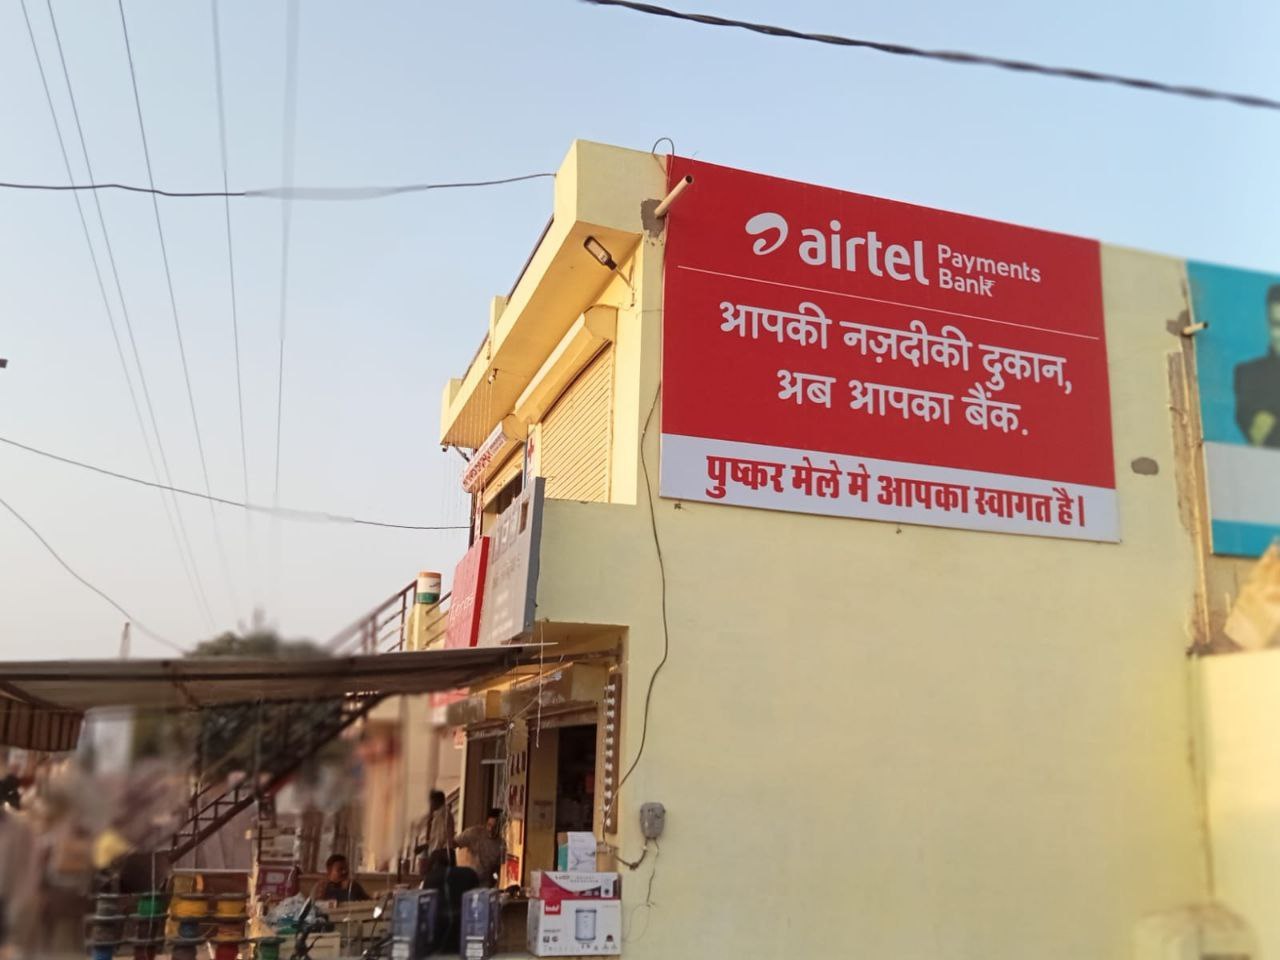 airtel Payments Bank
आपकी नज़दीकी दुकान,
अब आपका बैंक.
पुष्कर मेले मे आपका स्वागत है।